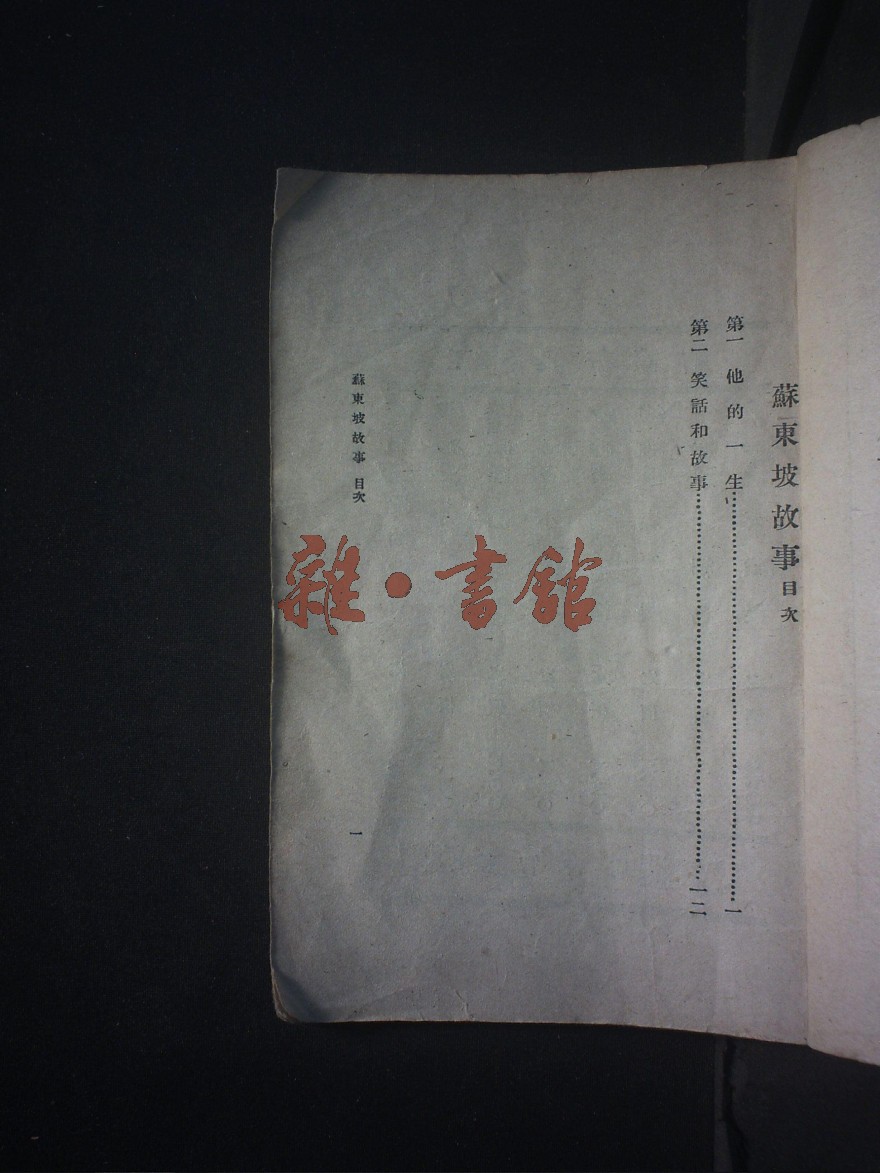 蘇東坡故事目次
第一 他的一生……一
第二 笑話和故事……一二
蘇東坡故事 目次
一
雜·書館